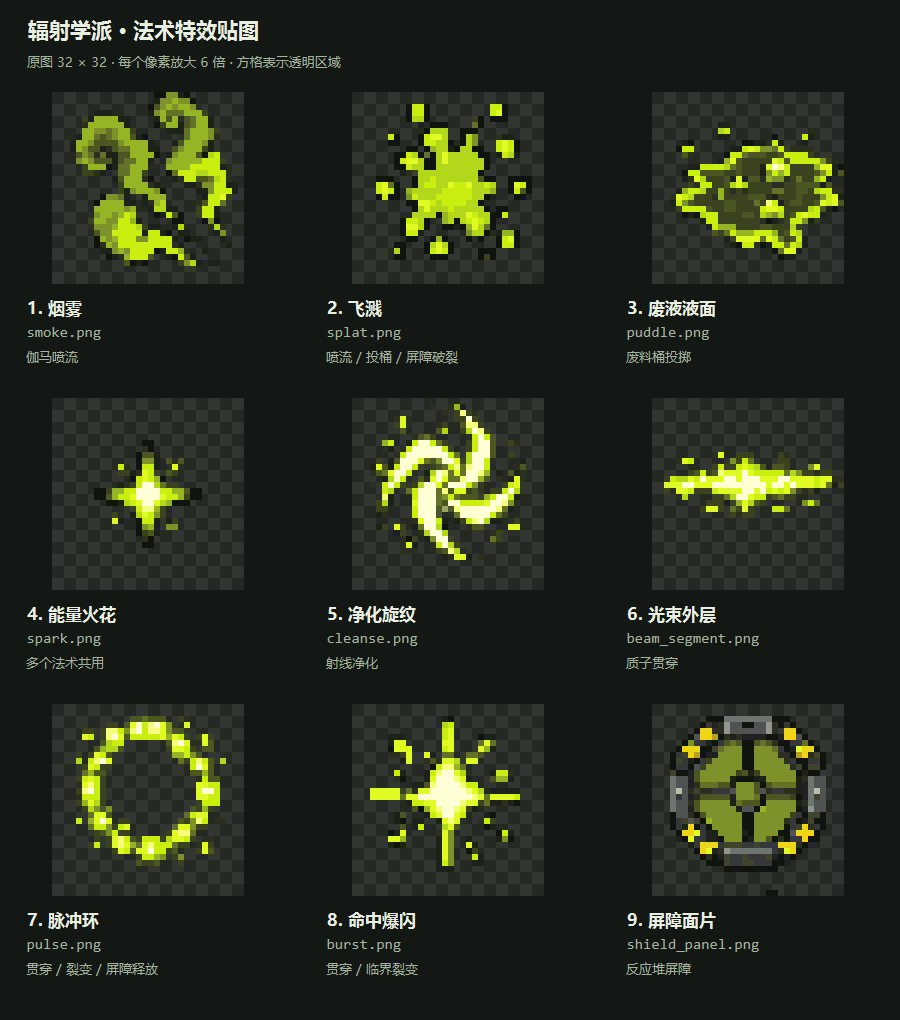 辐射学派 • 法术特效贴图
原图 32 × 32 · 每个像素放大 6 倍 · 方格表示透明区域
1. 烟雾
smoke.png
伽马喷流
2. 飞溅
splat.png
喷流 / 投桶 / 屏障破裂
3. 废液液面
puddle.png
废料桶投掷
4. 能量火花
spark.png
多个法术共用
5. 净化旋纹
cleanse.png
射线净化
6. 光束外层
beam_segment.png
质子贯穿
7. 脉冲环
pulse.png
贯穿 / 裂变 / 屏障释放
8. 命中爆闪
burst.png
贯穿 / 临界裂变
9. 屏障面片
shield_panel.png
反应堆屏障